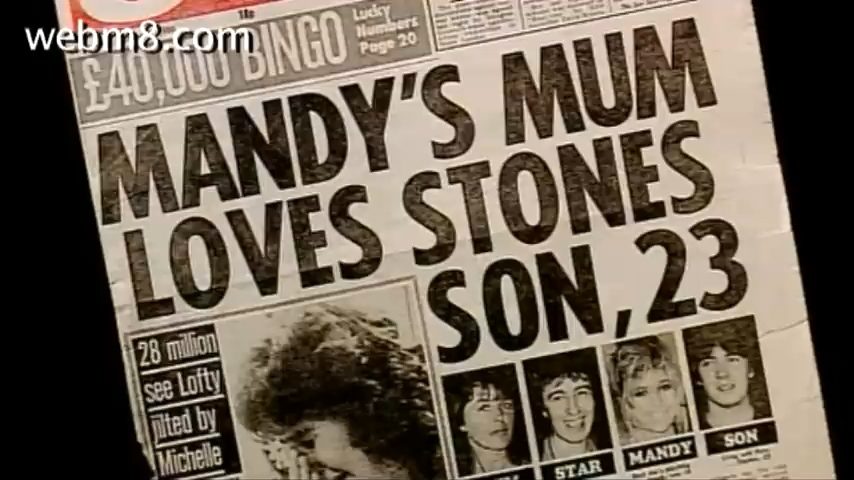 webm8.com
18p
£40,000 BINGO
Lucky
Numbers
Page 20
MANDY'S MUM
LOVES STONES
SON, 23
28 million
see Lofty
jilted by
Michelle
STAR
MANDY
SON